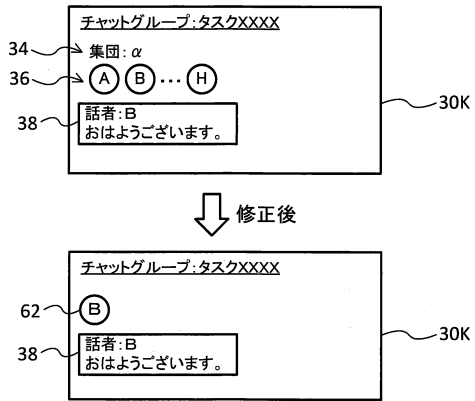 チャットグループ:タスクXXXX
34 集団:α
36 A B ••• H
38 話者:B
おはようございます。
30K
修正後
チャットグループ:タスクXXXX
62 B
38 話者:B
おはようございます。
30K